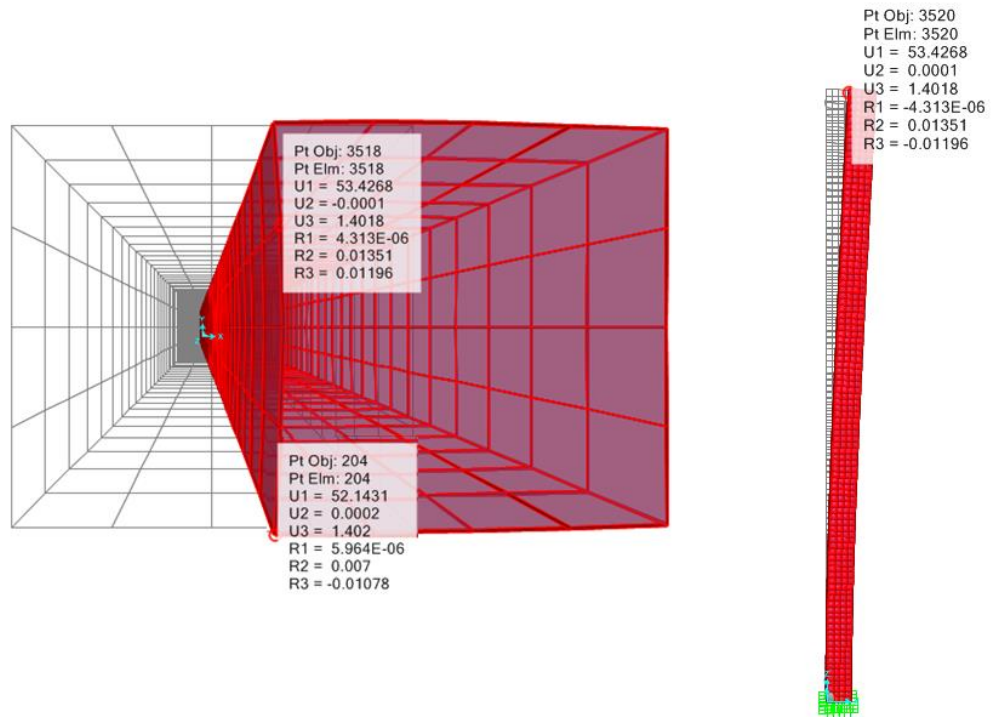 Pt Obj: 3518
Pt Elm: 3518
U1 = 53.4268
U2 = -0.0001
U3 = 1.4018
R1 = 4.313E-06
R2 = 0.01351
R3 = 0.01196
Pt Obj: 204
Pt Elm: 204
U1 = 52.1431
U2 = 0.0002
U3 = 1.402
R1 = 5.964E-06
R2 = 0.007
R3 = -0.01078
Pt Obj: 3520
Pt Elm: 3520
U1 = 53.4268
U2 = 0.0001
U3 = 1.4018
R1 = -4.313E-06
R2 = 0.01351
R3 = -0.01196
Y
X